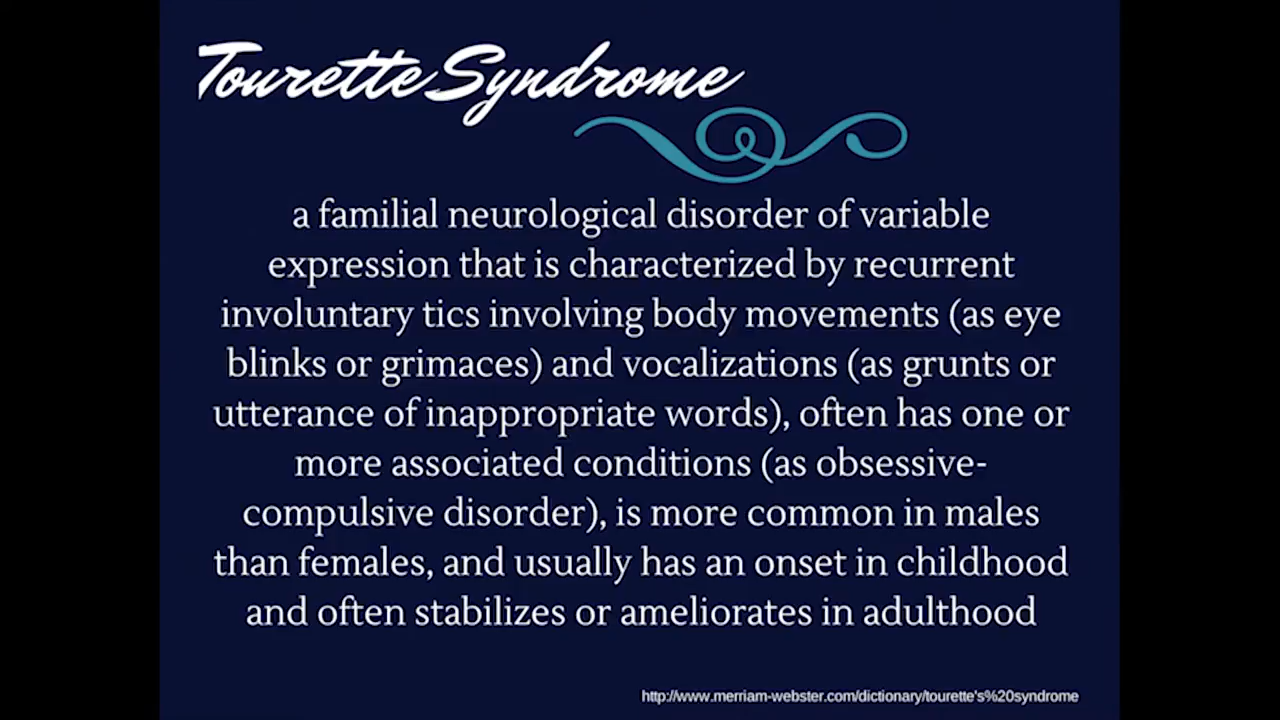 Tourette Syndrome
a familial neurological disorder of variable
expression that is characterized by recurrent
involuntary tics involving body movements (as eye
blinks or grimaces) and vocalizations (as grunts or
utterance of inappropriate words), often has one or
more associated conditions (as obsessive-
compulsive disorder), is more common in males
than females, and usually has an onset in childhood
and often stabilizes or ameliorates in adulthood
http://www.merriam-webster.com/dictionary/tourette's%20syndrome